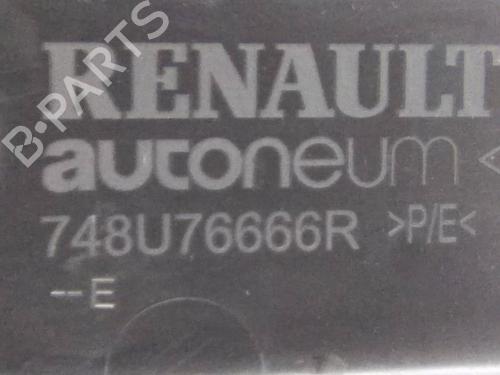 RENAULT
autoneum <
748U76666R >P/E<
--E
B-PARTS